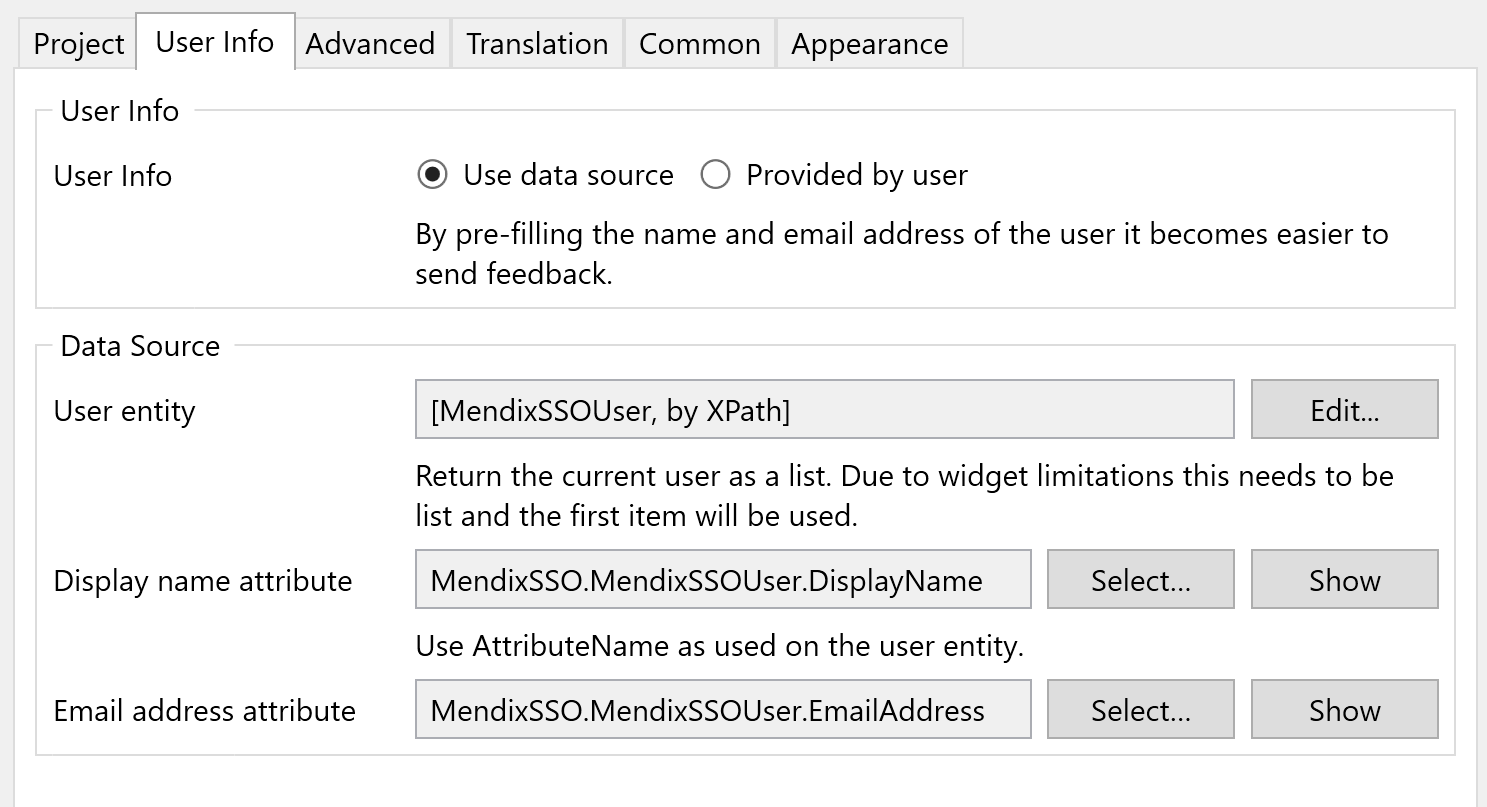 Project User Info Advanced Translation Common Appearance
User Info
User Info Use data source Provided by user
By pre-filling the name and email address of the user it becomes easier to
send feedback.
Data Source
User entity [MendixSSOUser, by XPath] Edit...
Return the current user as a list. Due to widget limitations this needs to be
list and the first item will be used.
Display name attribute MendixSSO.MendixSSOUser.DisplayName Select... Show
Use AttributeName as used on the user entity.
Email address attribute MendixSSO.MendixSSOUser.EmailAddress Select... Show